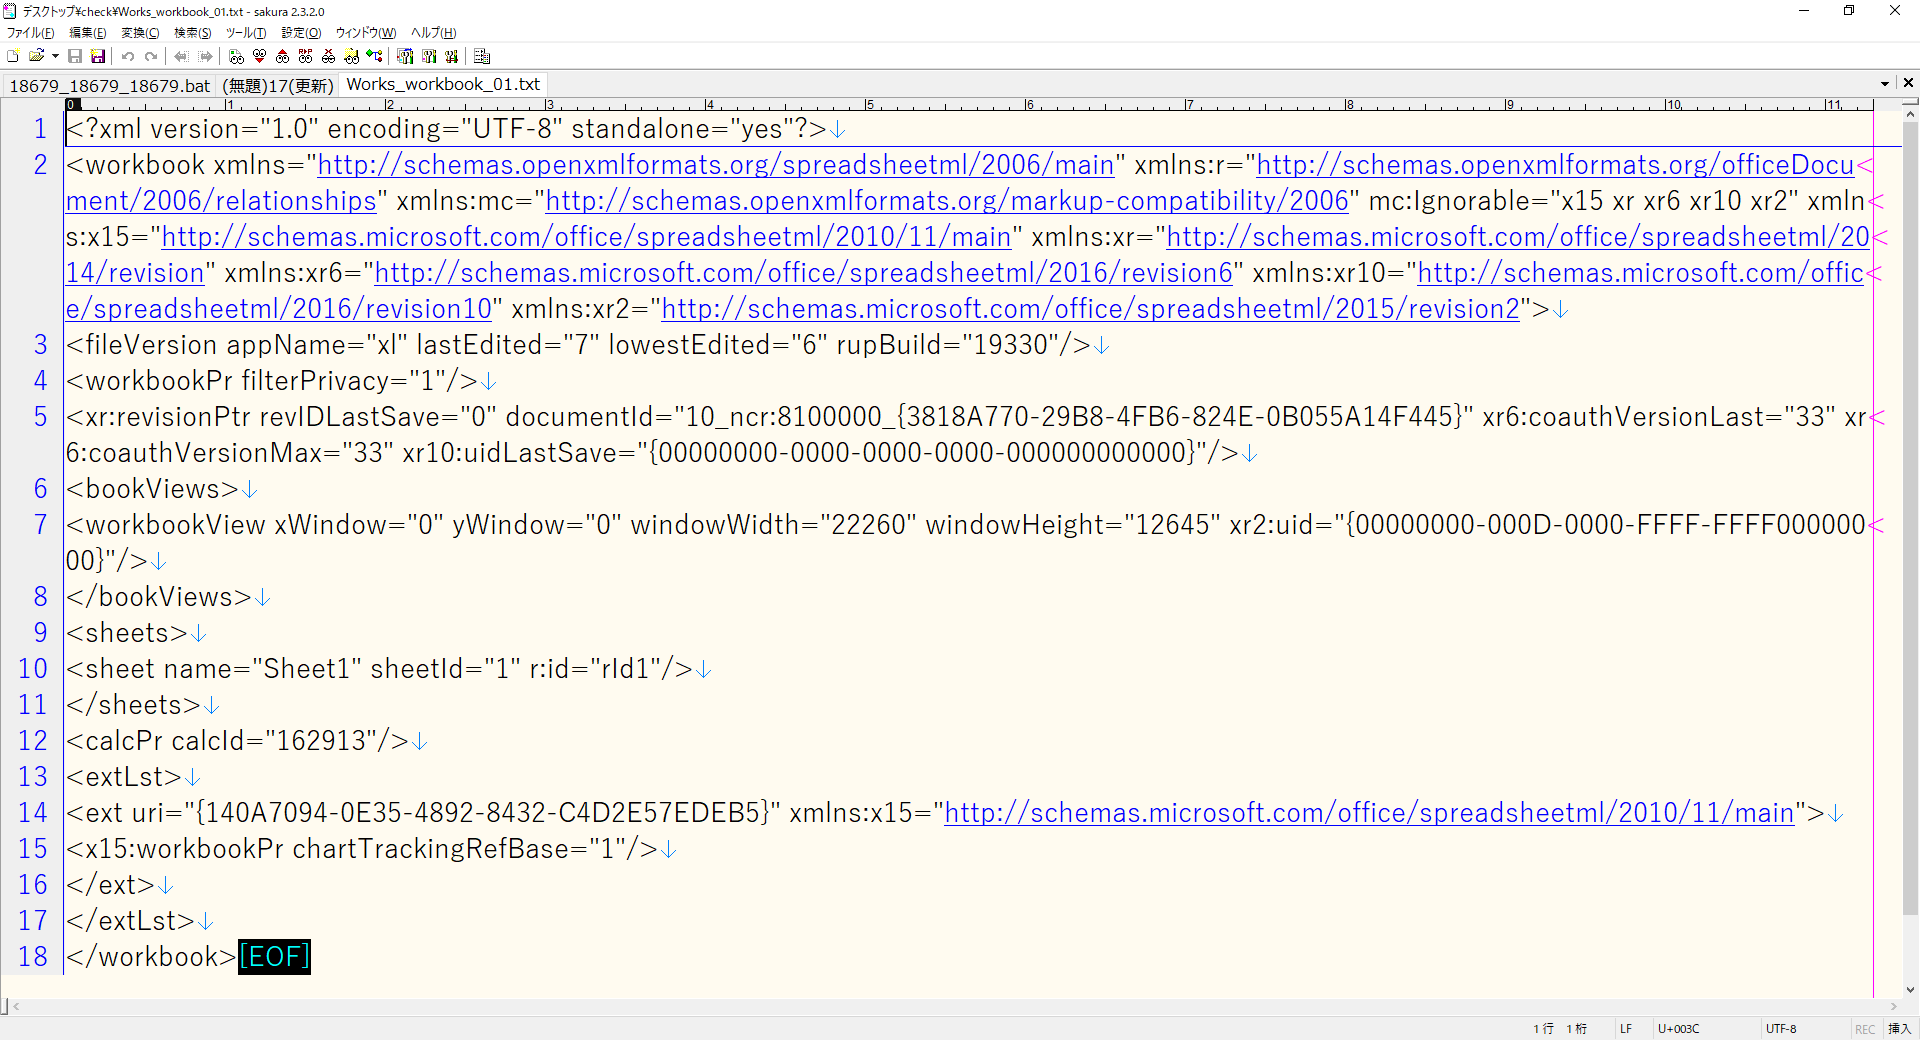 デスクトップ¥check¥Works_workbook_01.txt - sakura 2.3.2.0
ファイル(F) 編集(E) 変換(C) 検索(S) ツール(T) 設定(O) ウィンドウ(W) ヘルプ(H)
18679_18679_18679.bat (無題)17(更新) Works_workbook_01.txt
0 1 2 3 4 5 6 7 8 9 10 11
1 <?xml version="1.0" encoding="UTF-8" standalone="yes"?>↓
2 <workbook xmlns="http://schemas.openxmlformats.org/spreadsheetml/2006/main" xmlns:r="http://schemas.openxmlformats.org/officeDocu<
ment/2006/relationships" xmlns:mc="http://schemas.openxmlformats.org/markup-compatibility/2006" mc:Ignorable="x15 xr xr6 xr10 xr2" xmln<
s:x15="http://schemas.microsoft.com/office/spreadsheetml/2010/11/main" xmlns:xr="http://schemas.microsoft.com/office/spreadsheetml/20<
14/revision" xmlns:xr6="http://schemas.microsoft.com/office/spreadsheetml/2016/revision6" xmlns:xr10="http://schemas.microsoft.com/offic<
e/spreadsheetml/2016/revision10" xmlns:xr2="http://schemas.microsoft.com/office/spreadsheetml/2015/revision2">↓
3 <fileVersion appName="xl" lastEdited="7" lowestEdited="6" rupBuild="19330"/>↓
4 <workbookPr filterPrivacy="1"/>↓
5 <xr:revisionPtr revIDLastSave="0" documentId="10_ncr:8100000_{3818A770-29B8-4FB6-824E-0B055A14F445}" xr6:coauthVersionLast="33" xr<
6:coauthVersionMax="33" xr10:uidLastSave="{00000000-0000-0000-0000-000000000000}"/>↓
6 <bookViews>↓
7 <workbookView xWindow="0" yWindow="0" windowWidth="22260" windowHeight="12645" xr2:uid="{00000000-000D-0000-FFFF-FFFF000000<
00}"/>↓
8 </bookViews>↓
9 <sheets>↓
10 <sheet name="Sheet1" sheetId="1" r:id="rId1"/>↓
11 </sheets>↓
12 <calcPr calcId="162913"/>↓
13 <extLst>↓
14 <ext uri="{140A7094-0E35-4892-8432-C4D2E57EDEB5}" xmlns:x15="http://schemas.microsoft.com/office/spreadsheetml/2010/11/main">↓
15 <x15:workbookPr chartTrackingRefBase="1"/>↓
16 </ext>↓
17 </extLst>↓
18 </workbook>[EOF]
1 行 1 桁 LF U+003C UTF-8 REC 挿入